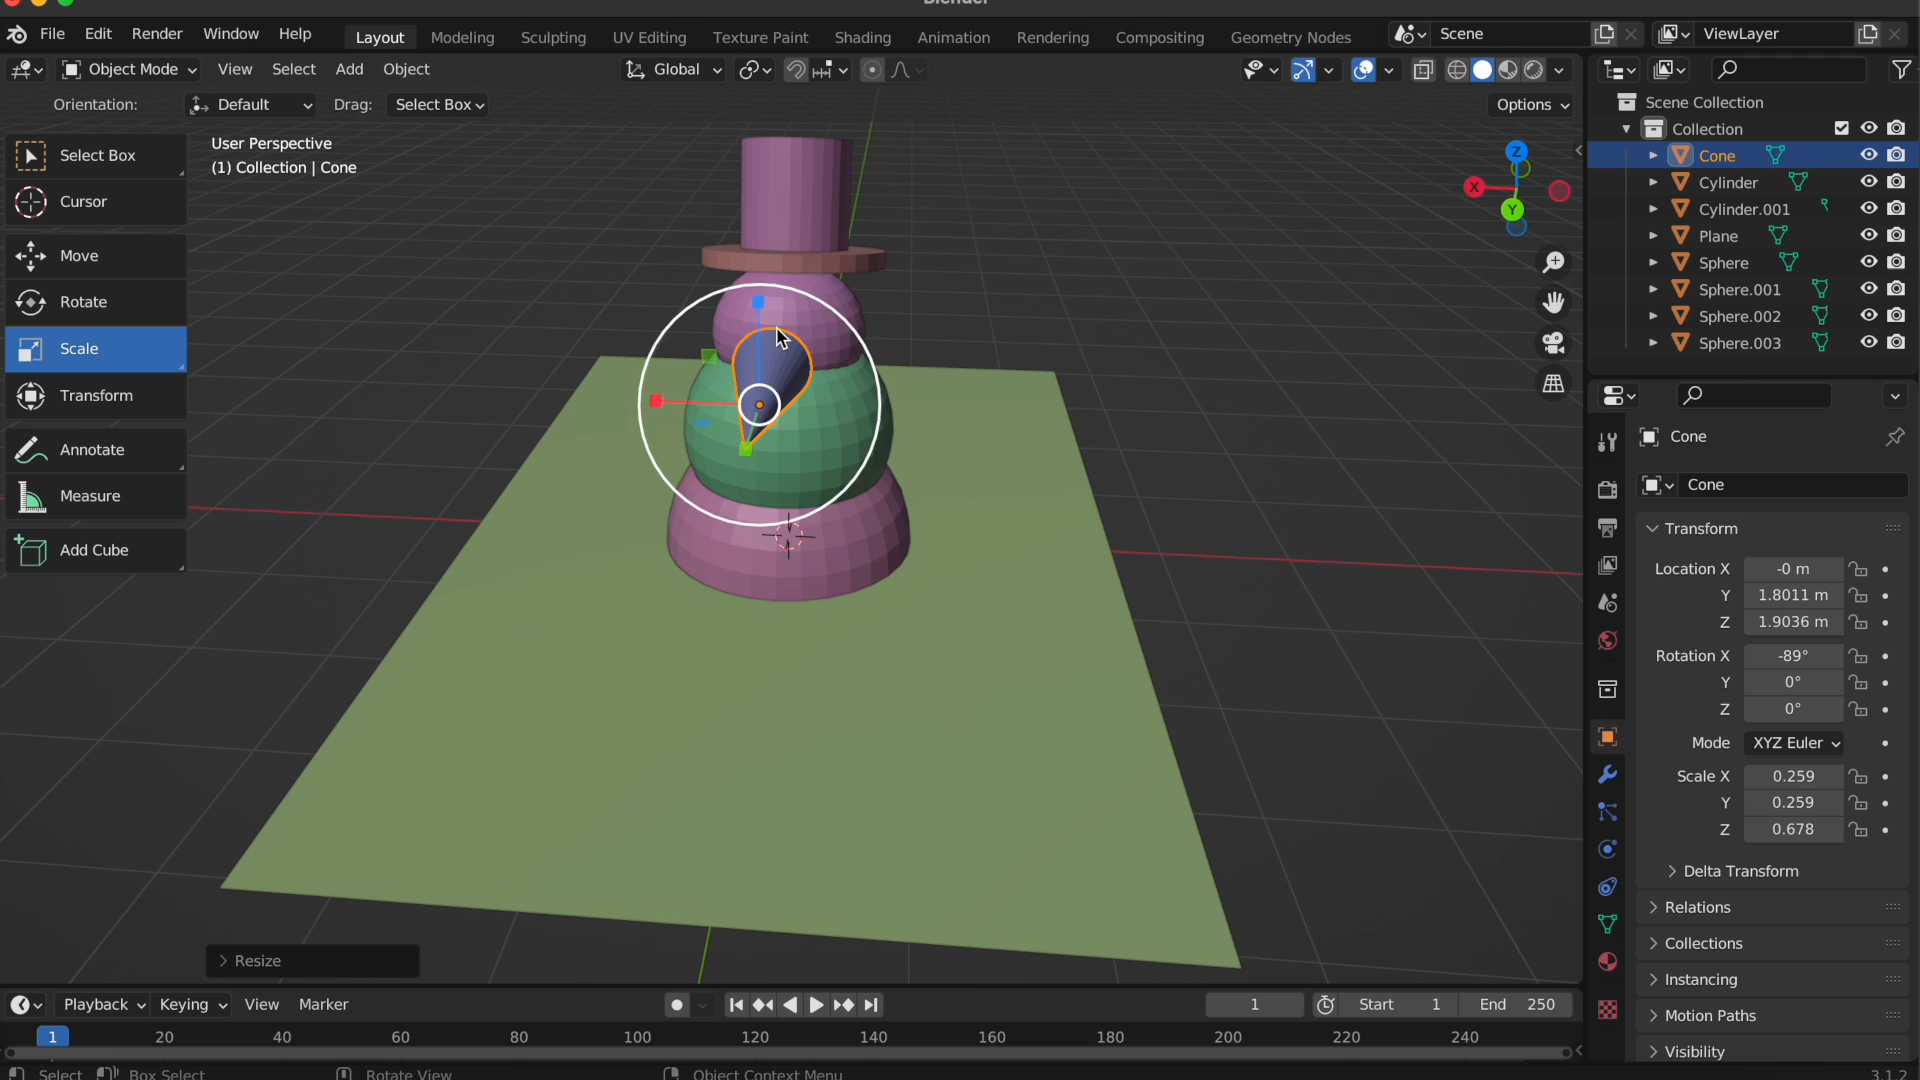 Blender
File Edit Render Window Help
Layout Modeling Sculpting UV Editing Texture Paint Shading Animation Rendering Compositing Geometry Nodes
Scene
ViewLayer
Object Mode View Select Add Object
Global
Orientation: Default Drag: Select Box
Options
Select Box
Cursor
Move
Rotate
Scale
Transform
Annotate
Measure
Add Cube
User Perspective
(1) Collection | Cone
Z
X
Y
Resize
Scene Collection
Collection
Cone
Cylinder
Cylinder.001
Plane
Sphere
Sphere.001
Sphere.002
Sphere.003
Cone
Cone
Transform
Location X -0 m
Y 1.8011 m
Z 1.9036 m
Rotation X -89°
Y 0°
Z 0°
Mode XYZ Euler
Scale X 0.259
Y 0.259
Z 0.678
Delta Transform
Relations
Collections
Instancing
Motion Paths
Visibility
Playback Keying View Marker
1 Start 1 End 250
1 20 40 60 80 100 120 140 160 180 200 220 240
Select Box Select Rotate View Object Context Menu
3.1.2